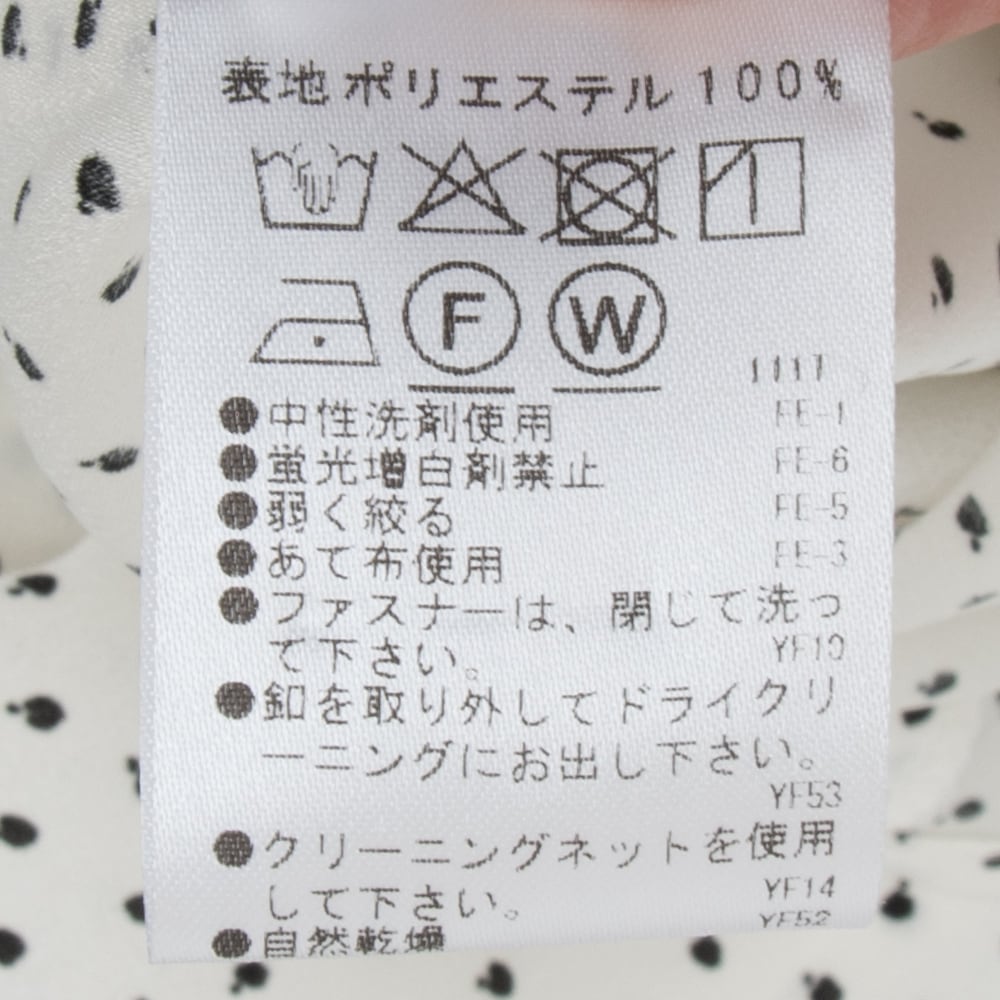 表地 ポリエステル 100%
F W
1111
●中性洗剤使用 FE-1
●蛍光増白剤禁止 FE-6
●弱く絞る FE-5
●あて布使用 FE-3
●ファスナーは、閉じて洗っ
て下さい。 YF10
●釦を取り外してドライクリ
ーニングにお出し下さい。
YF53
●クリーニングネットを使用
して下さい。 YF14
YF52
●自然乾燥